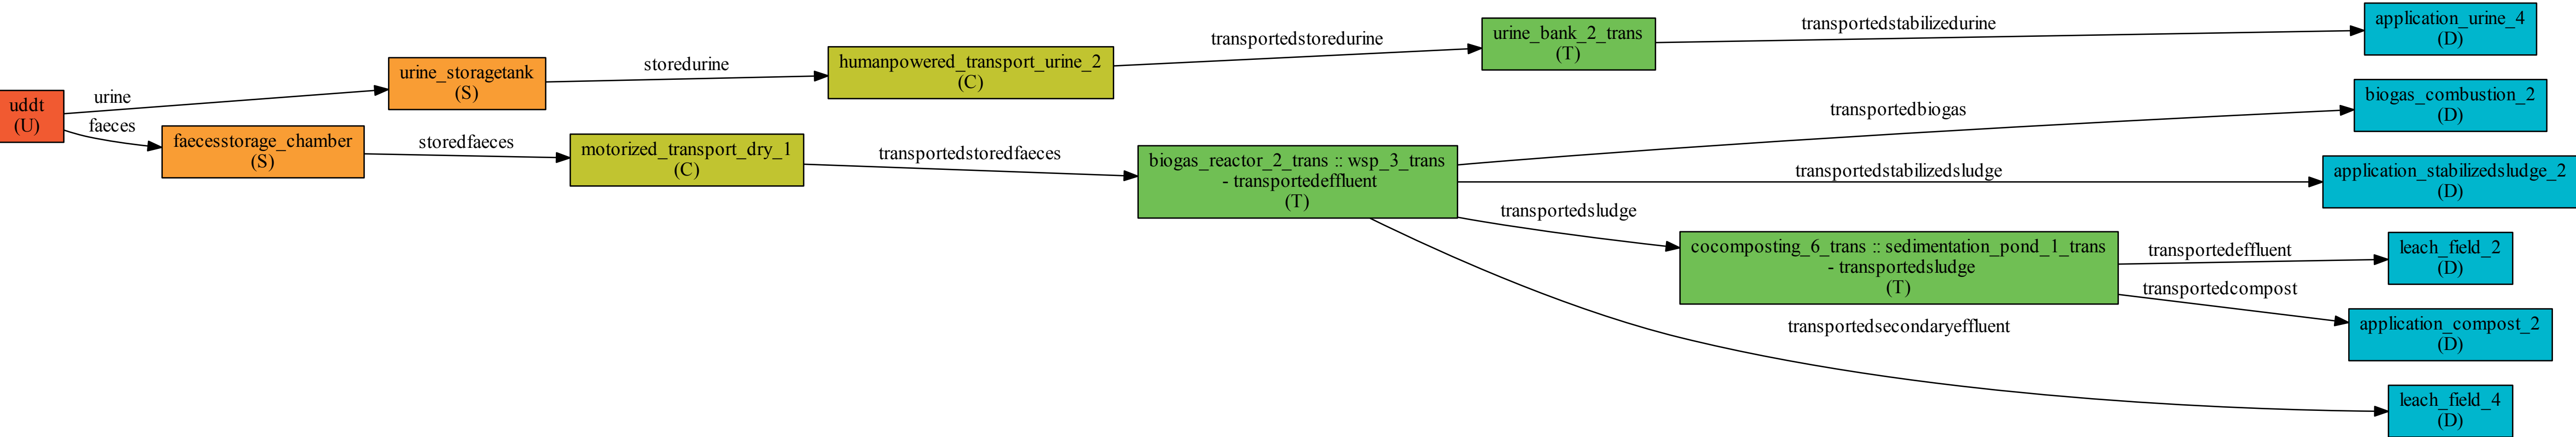 uddt
(U)
urine
faeces
urine_storagetank
(S)
faecesstorage_chamber
(S)
storedurine
storedfaeces
humanpowered_transport_urine_2
(C)
motorized_transport_dry_1
(C)
transportedstoredurine
transportedstoredfaeces
urine_bank_2_trans
(T)
biogas_reactor_2_trans :: wsp_3_trans
- transportedeffluent
(T)
transportedstabilizedurine
transportedbiogas
transportedstabilizedsludge
transportedsludge
transportedsecondaryeffluent
cocomposting_6_trans :: sedimentation_pond_1_trans
- transportedsludge
(T)
transportedeffluent
transportedcompost
application_urine_4
(D)
biogas_combustion_2
(D)
application_stabilizedsludge_2
(D)
leach_field_2
(D)
application_compost_2
(D)
leach_field_4
(D)